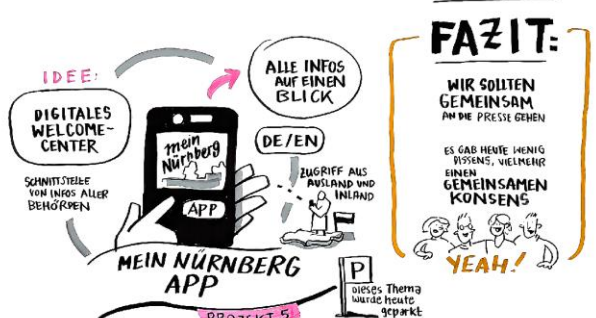 IDEE:
DIGITALES
WELCOME-
CENTER
SCHNITTSTELLE
VON INFOS ALLER
BEHÖRDEN
mein
Nürnberg
APP
ALLE INFOS
AUF EINEN
BLICK
DE/EN
ZUGRIFF AUS
AUSLAND UND
INLAND
MEIN NÜRNBERG
APP
PROJEKT 5
P
dieses Thema
wurde heute
geparkt
FAZIT:
WIR SOLLTEN
GEMEINSAM
AN DIE PRESSE GEHEN
ES GAB HEUTE WENIG
DISSENS, VIELMEHR
EINEN
GEMEINSAMEN
KONSENS
YEAH!